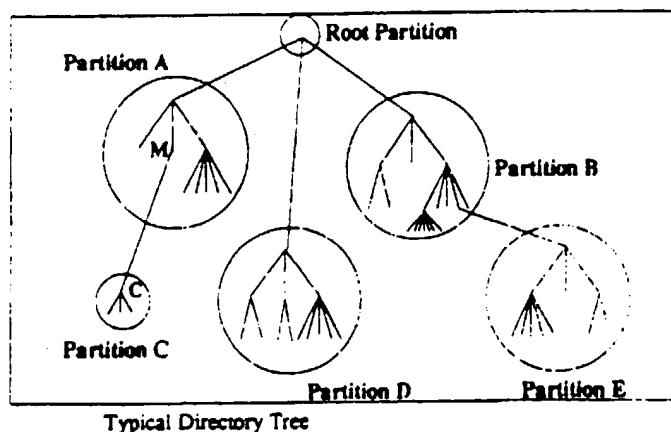 Root Partition
Partition A
M
Partition B
C
Partition C
Partition D
Partition E
Typical Directory Tree